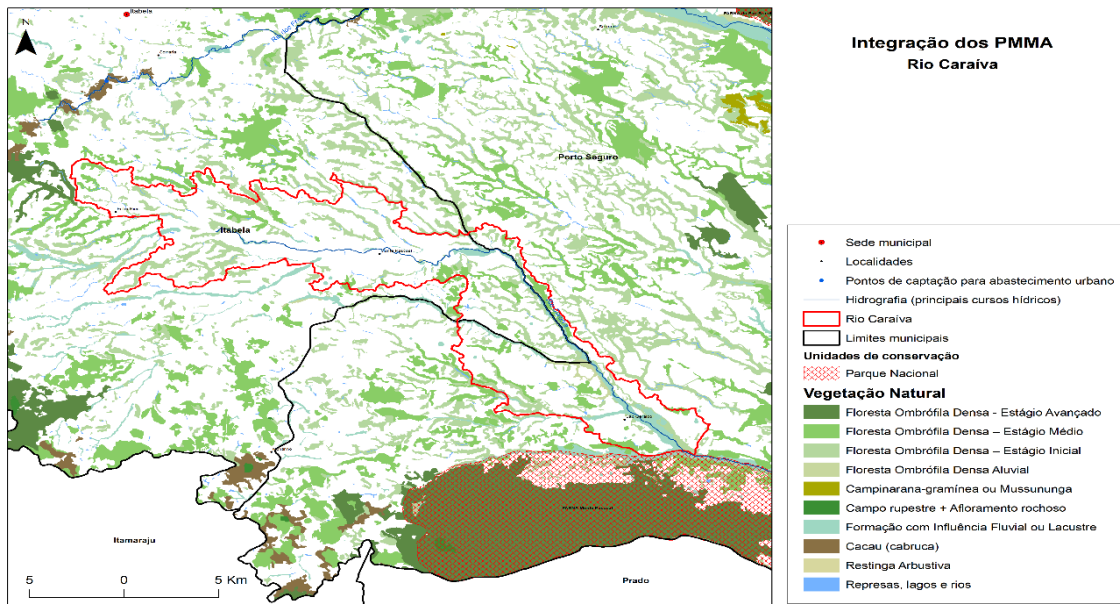 Integração dos PMMA
Rio Caraíva
N
Itabela
Porto Seguro
Itabela
Itamaraju
Prado
5 0 5 Km
Sede municipal
Localidades
Pontos de captação para abastecimento urbano
Hidrografia (principais cursos hídricos)
Rio Caraíva
Limites municipais
Unidades de conservação
Parque Nacional
Vegetação Natural
Floresta Ombrófila Densa - Estágio Avançado
Floresta Ombrófila Densa – Estágio Médio
Floresta Ombrófila Densa – Estágio Inicial
Floresta Ombrófila Densa Aluvial
Campinarana-gramínea ou Mussununga
Campo rupestre + Afloramento rochoso
Formação com Influência Fluvial ou Lacustre
Cacau (cabruca)
Restinga Arbustiva
Represas, lagos e rios